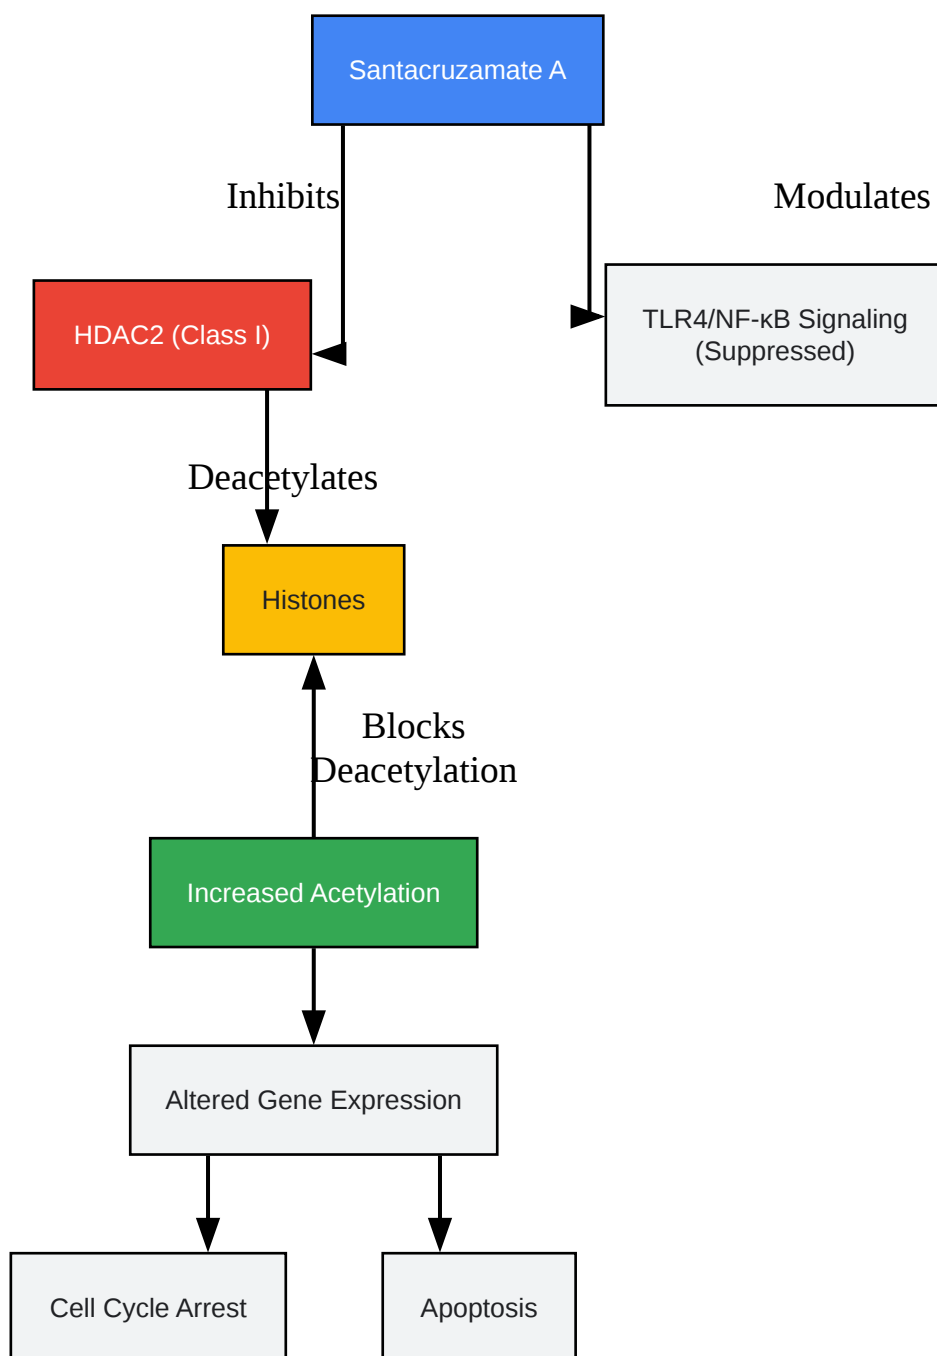 Santacruzamate A
Inhibits
Modulates
HDAC2 (Class I)
TLR4/NF-κB Signaling
(Suppressed)
Deacetylates
Histones
Blocks
Deacetylation
Increased Acetylation
Altered Gene Expression
Cell Cycle Arrest
Apoptosis